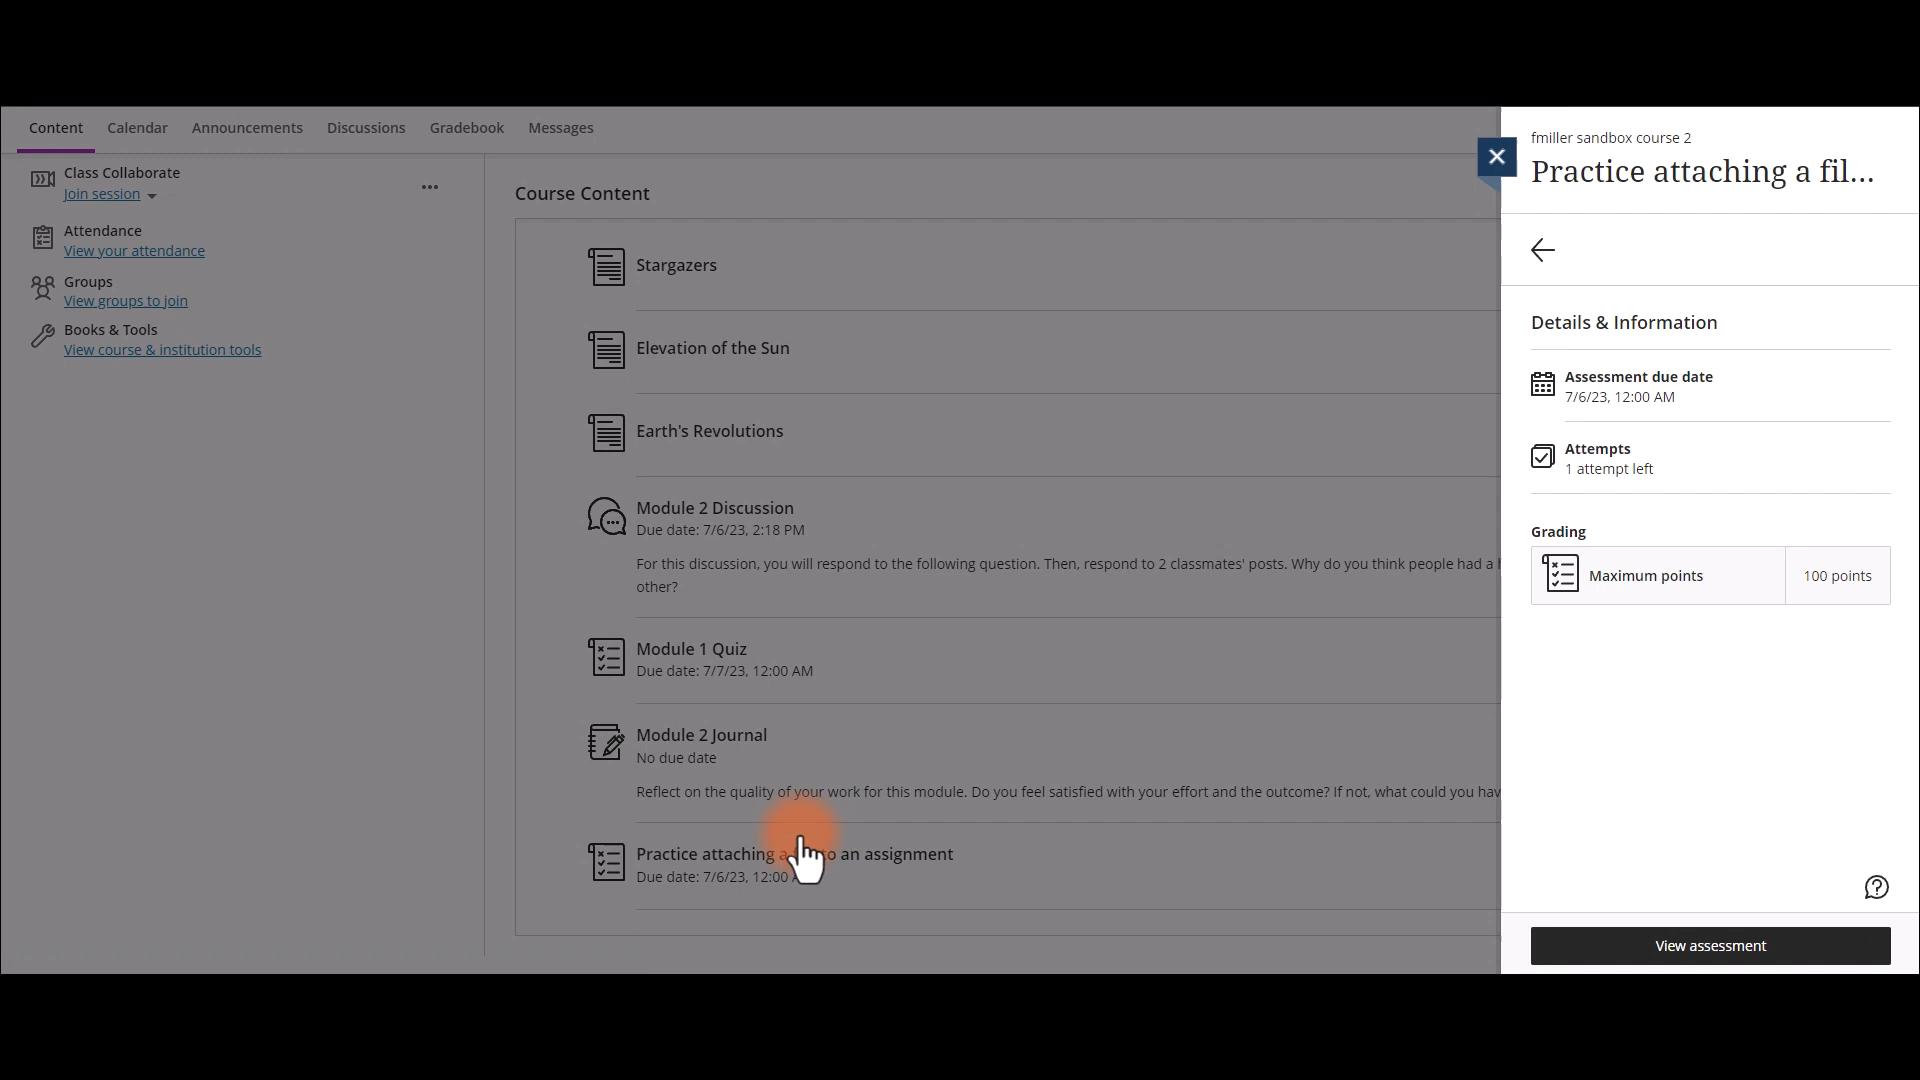 Content Calendar Announcements Discussions Gradebook Messages
Class Collaborate
Join session
Attendance
View your attendance
Groups
View groups to join
Books & Tools
View course & institution tools
Course Content
Stargazers
Elevation of the Sun
Earth's Revolutions
Module 2 Discussion
Due date: 7/6/23, 2:18 PM
For this discussion, you will respond to the following question. Then, respond to 2 classmates' posts. Why do you think people had a
other?
Module 1 Quiz
Due date: 7/7/23, 12:00 AM
Module 2 Journal
No due date
Reflect on the quality of your work for this module. Do you feel satisfied with your effort and the outcome? If not, what could you
Practice attaching a to an assignment
Due date: 7/6/23, 12:00
fmiller sandbox course 2
Practice attaching a fil...
Details & Information
Assessment due date
7/6/23, 12:00 AM
Attempts
1 attempt left
Grading
Maximum points 100 points
View assessment